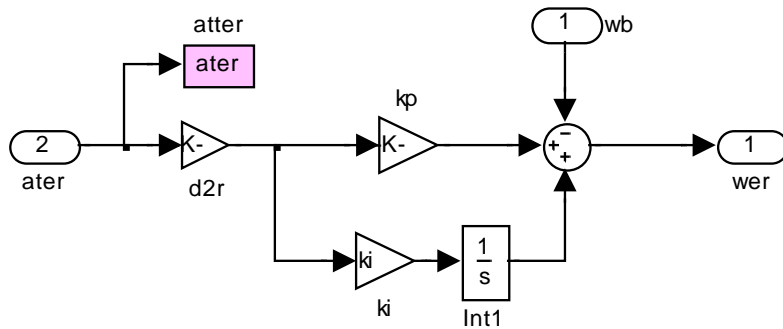 atter
ater
1
wb
kp
2
K-
K-
1
ater
d2r
wer
ki
1
s
ki
Int1